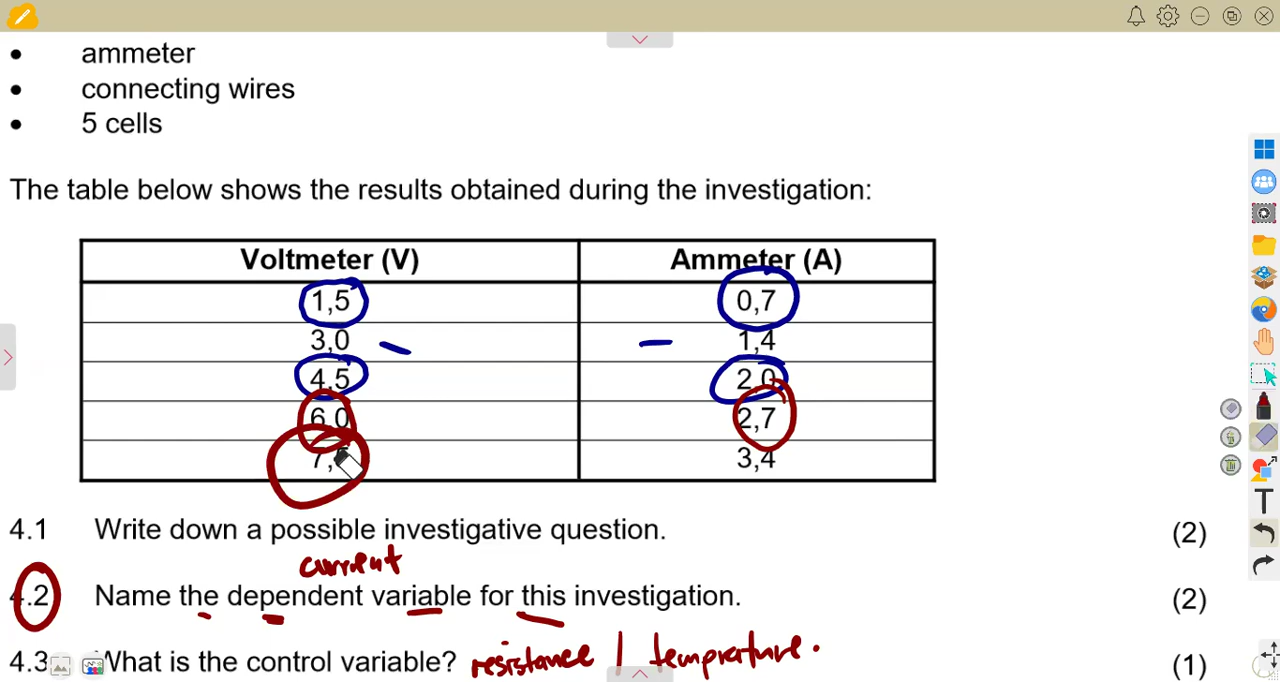 • ammeter
• connecting wires
• 5 cells
The table below shows the results obtained during the investigation:
Voltmeter (V) Ammeter (A)
1,5 0,7
3,0 1,4
4,5 2,0
6,0 2,7
7,5 3,4
4.1 Write down a possible investigative question. (2)
current
4.2 Name the dependent variable for this investigation. (2)
4.3 What is the control variable? resistance / temprature. (1)
T